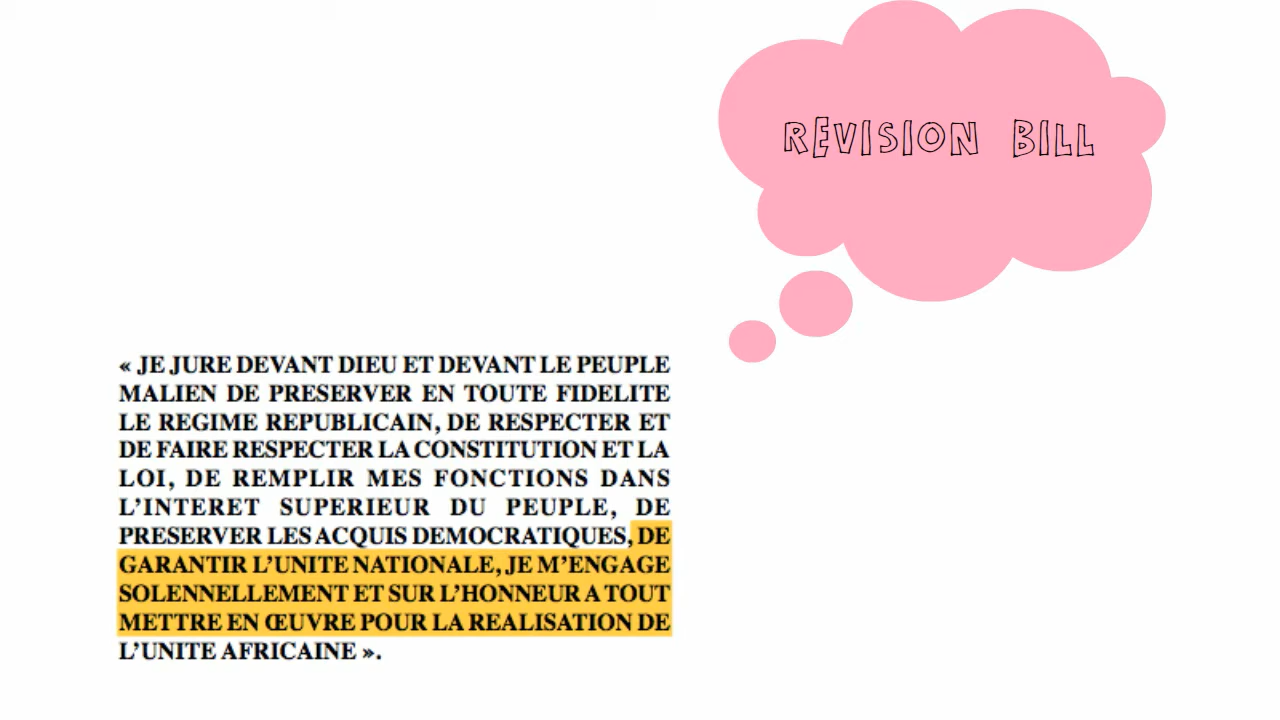 REVISION BILL
« JE JURE DEVANT DIEU ET DEVANT LE PEUPLE
MALIEN DE PRESERVER EN TOUTE FIDELITE
LE REGIME REPUBLICAIN, DE RESPECTER ET
DE FAIRE RESPECTER LA CONSTITUTION ET LA
LOI, DE REMPLIR MES FONCTIONS DANS
L'INTERET SUPERIEUR DU PEUPLE, DE
PRESERVER LES ACQUIS DEMOCRATIQUES, DE
GARANTIR L'UNITE NATIONALE, JE M'ENGAGE
SOLENNELLEMENT ET SUR L'HONNEUR A TOUT
METTRE EN ŒUVRE POUR LA REALISATION DE
L'UNITE AFRICAINE ».